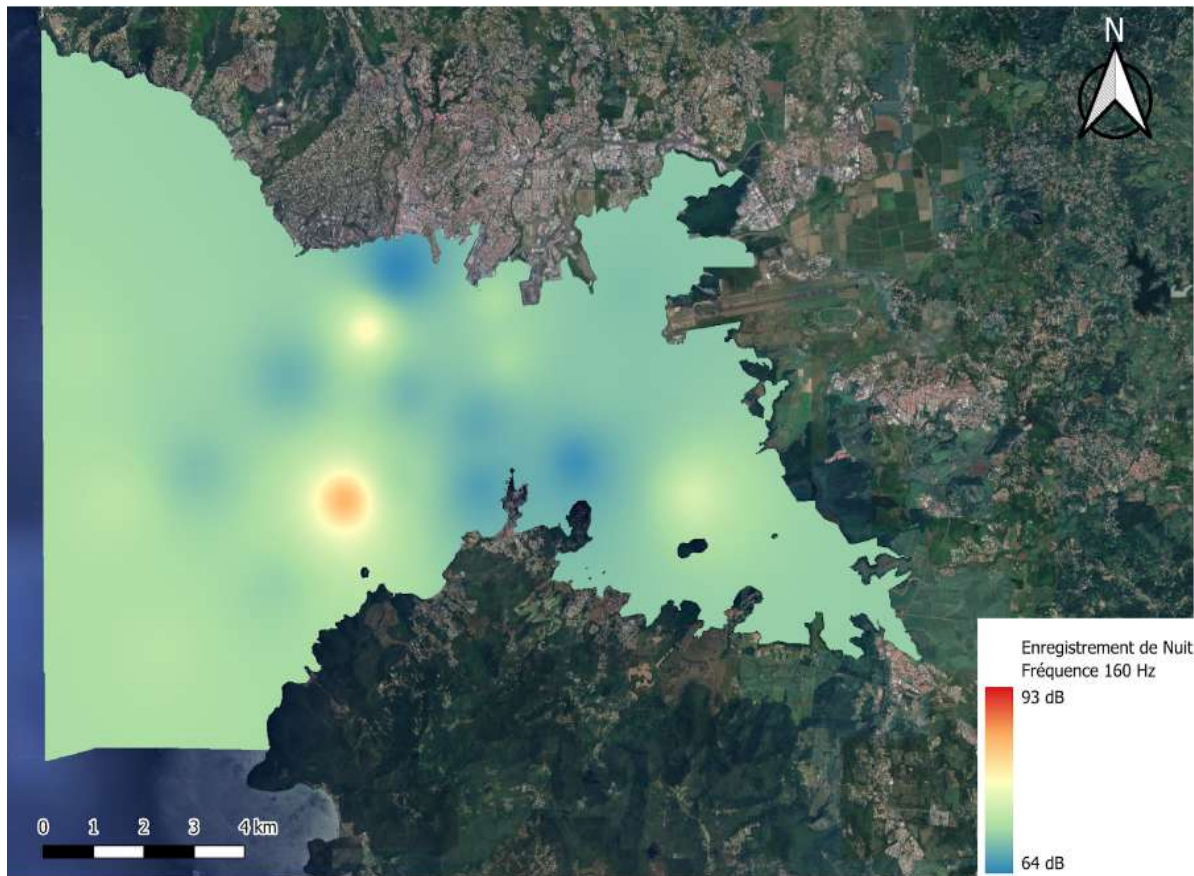 N
Enregistrement de Nuit
Fréquence 160 Hz
93 dB
64 dB
0 1 2 3 4 km